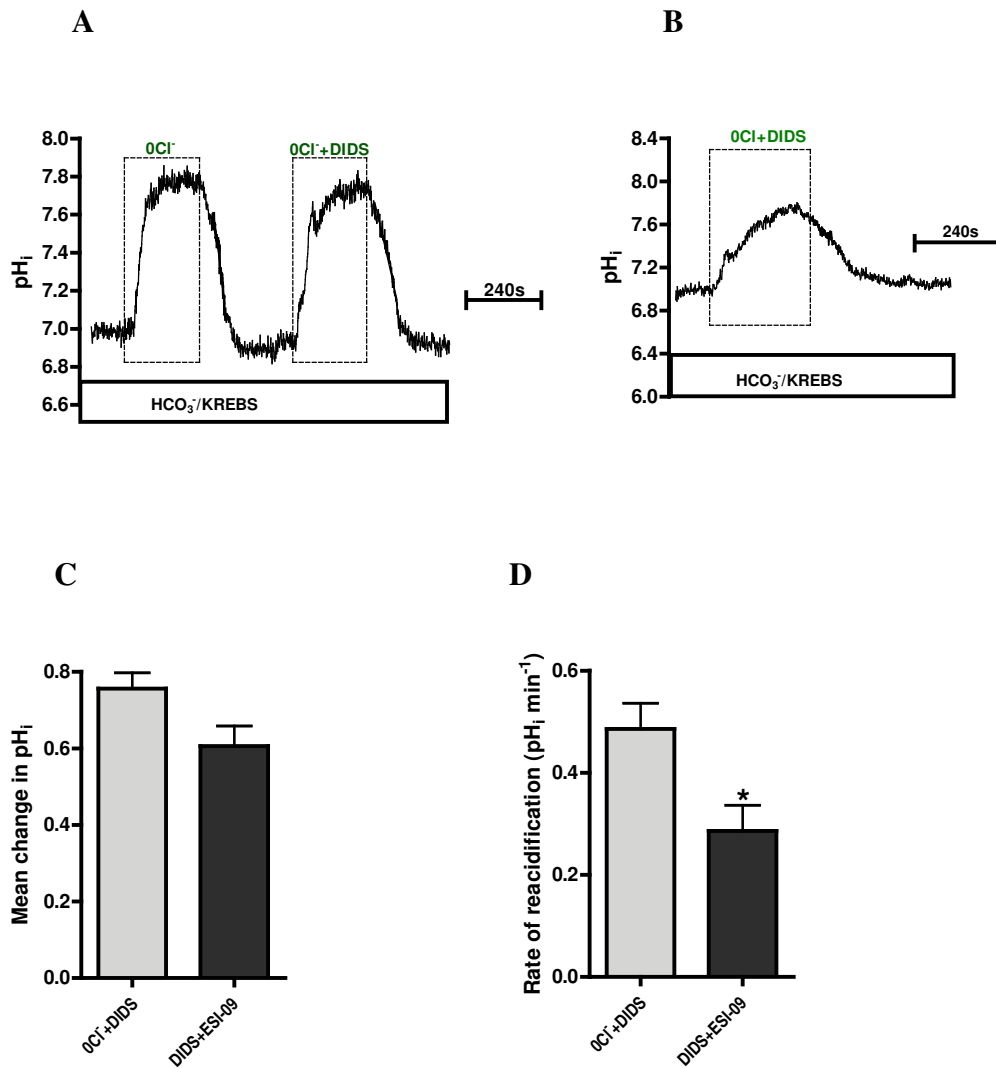 A
B
8.0
7.8
7.6
7.4
7.2
7.0
6.8
6.6
pHᵢ
0Cl⁻
0Cl⁻+DIDS
240s
HCO₃⁻/KREBS
8.4
8.0
7.6
7.2
6.8
6.4
6.0
pHᵢ
0Cl+DIDS
240s
HCO₃⁻/KREBS
C
D
0.8
0.6
0.4
0.2
0.0
Mean change in pHᵢ
0Cl⁻+DIDS
DIDS+ESI-09
0.6
0.4
0.2
0.0
Rate of reacidification (pHᵢ min⁻¹)
*
0Cl⁻+DIDS
DIDS+ESI-09